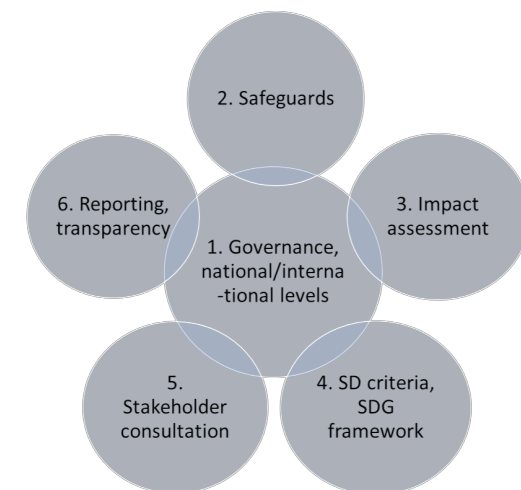 2. Safeguards
3. Impact
assessment
4. SD criteria,
SDG
framework
5.
Stakeholder
consultation
6. Reporting,
transparency
1. Governance,
national/interna
-tional levels